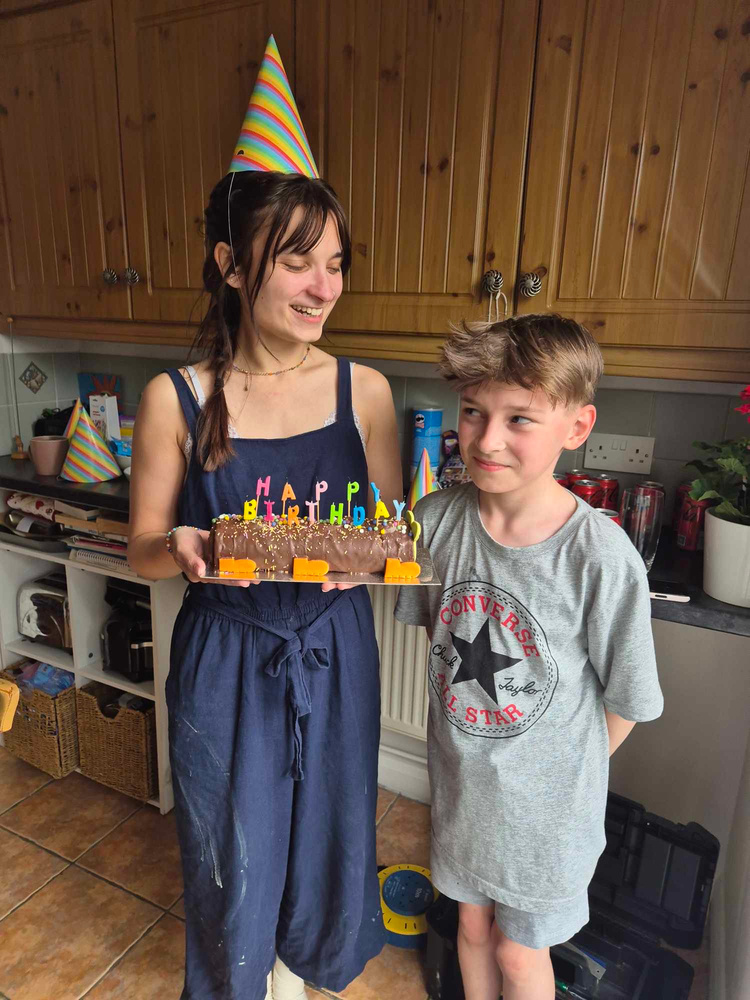 HAPPY
BIRTHDAY
CONVERSE
Chuck Taylor
ALL STAR